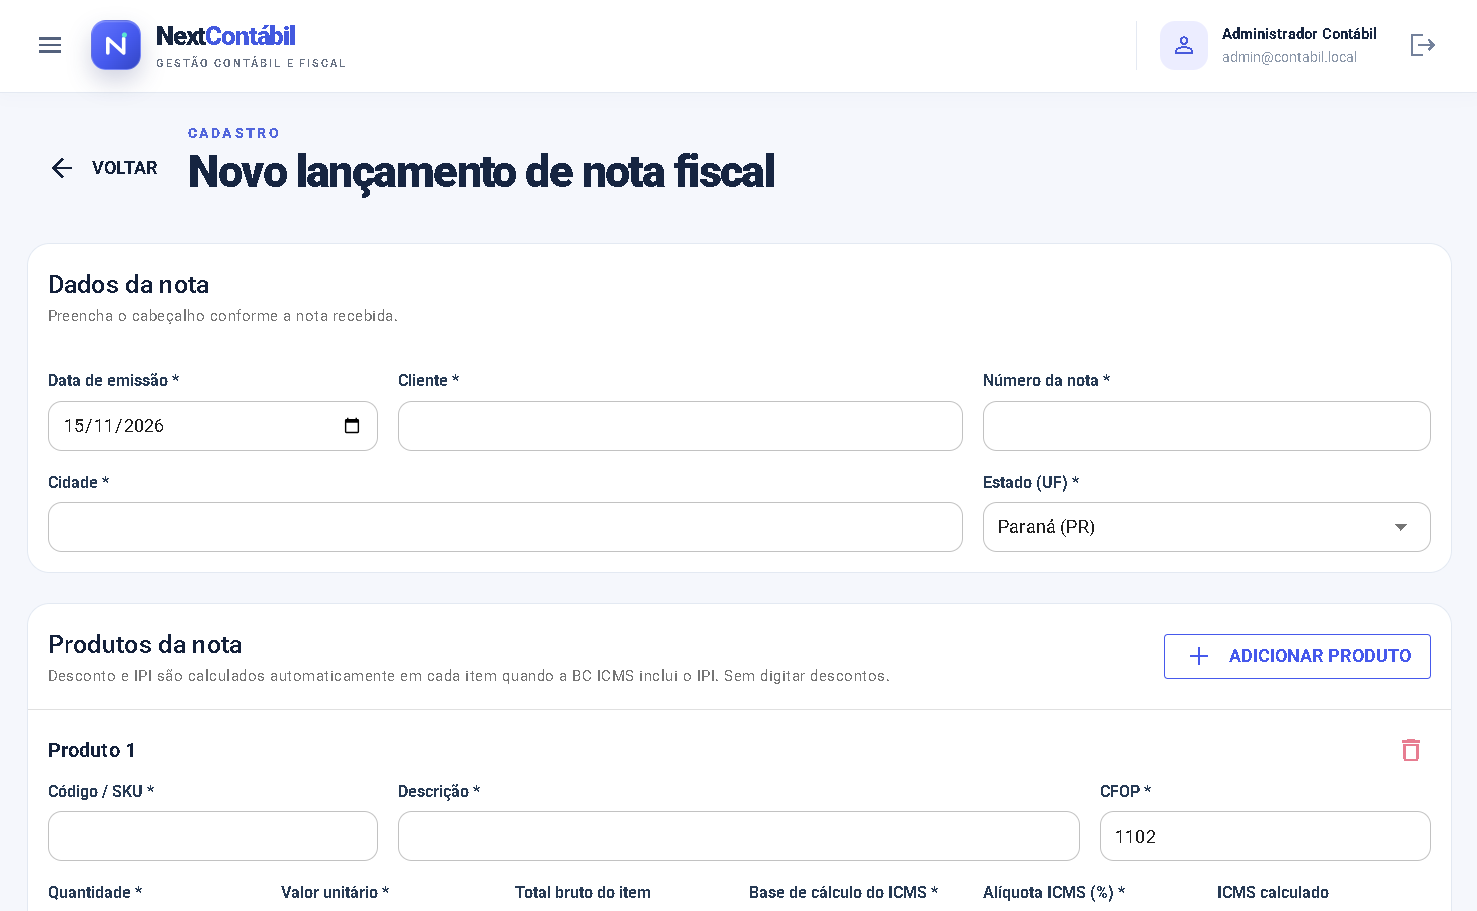 NextContábil
GESTÃO CONTÁBIL E FISCAL
Administrador Contábil
admin@contabil.local
VOLTAR
CADASTRO
Novo lançamento de nota fiscal
Dados da nota
Preencha o cabeçalho conforme a nota recebida.
Data de emissão * Cliente * Número da nota *
15/11/2026
Cidade * Estado (UF) *
Paraná (PR)
Produtos da nota
Desconto e IPI são calculados automaticamente em cada item quando a BC ICMS inclui o IPI. Sem digitar descontos.
ADICIONAR PRODUTO
Produto 1
Código / SKU * Descrição * CFOP *
1102
Quantidade * Valor unitário * Total bruto do item Base de cálculo do ICMS * Alíquota ICMS (%) * ICMS calculado